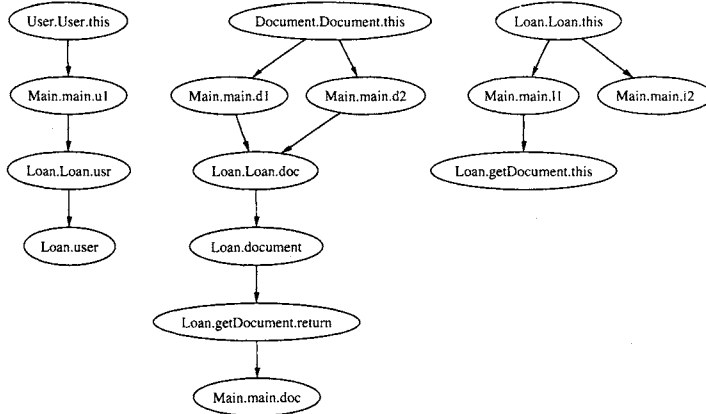 User.User.this
Document.Document.this
Loan.Loan.this
Main.main.u1
Main.main.d1
Main.main.d2
Main.main.l1
Main.main.i2
Loan.Loan.usr
Loan.Loan.doc
Loan.getDocument.this
Loan.user
Loan.document
Loan.getDocument.return
Main.main.doc